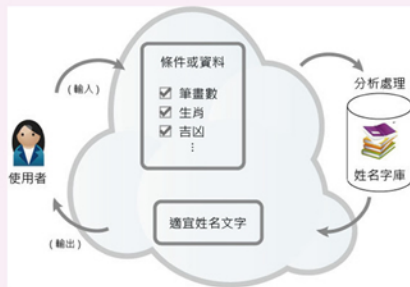 條件或資料
☑ 筆畫數
☑ 生肖
☑ 吉凶
⋮
(輸人)
使用者
(輸出)
適宜姓名文字
分析處理
姓名字庫